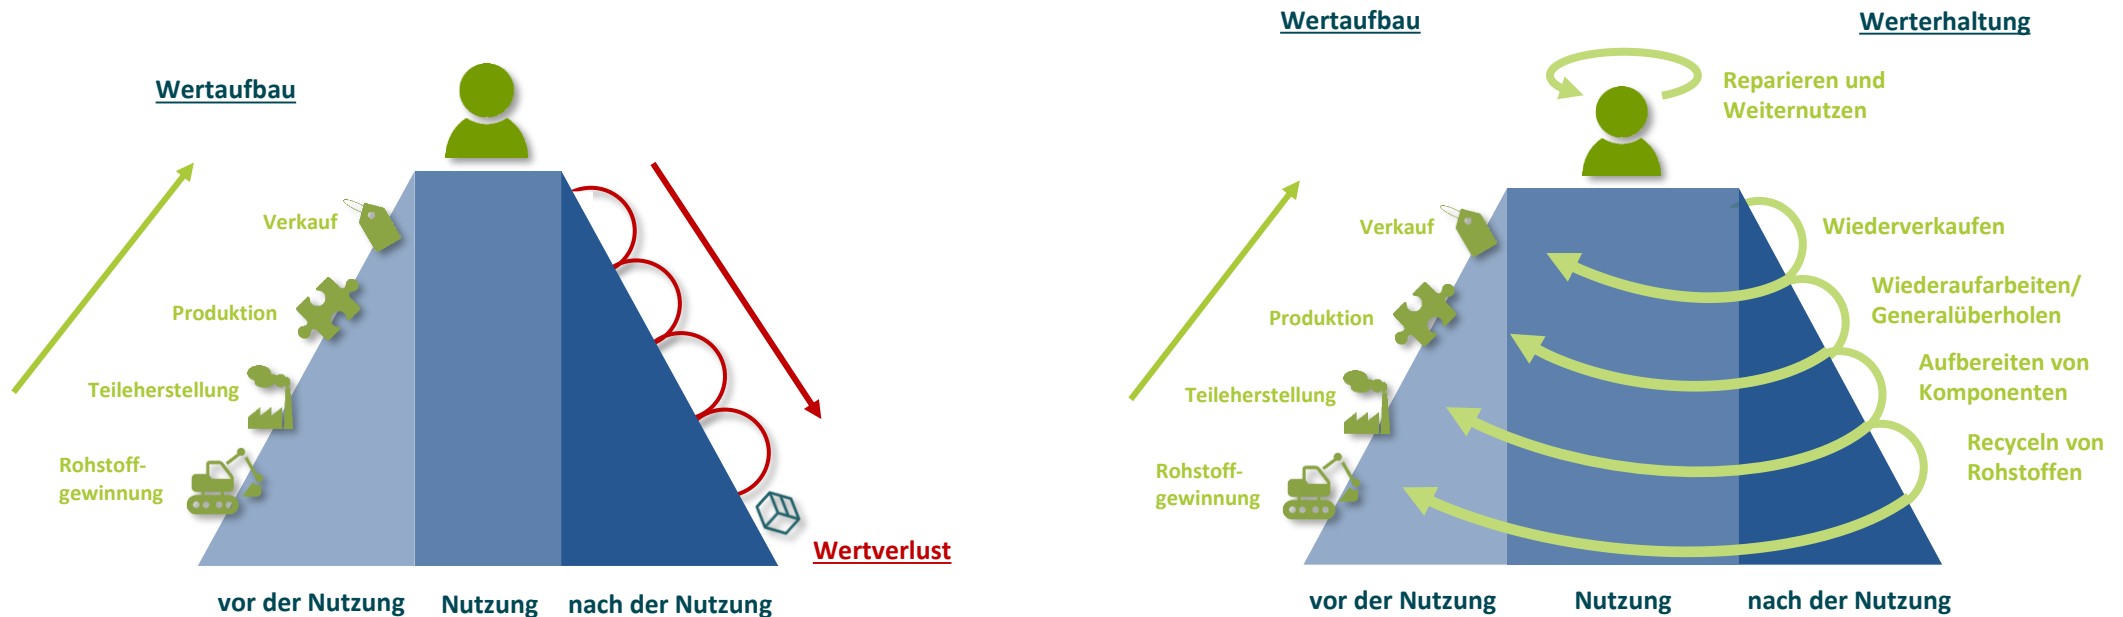 Wertaufbau
Verkauf
Produktion
Teileherstellung
Rohstoff-
gewinnung
Wertverlust
vor der Nutzung
Nutzung
nach der Nutzung
Wertaufbau
Werterhaltung
Reparieren und
Weiternutzen
Verkauf
Wiederverkaufen
Produktion
Wiederaufarbeiten/
Generalüberholen
Teileherstellung
Aufbereiten von
Komponenten
Rohstoff-
gewinnung
Recyceln von
Rohstoffen
vor der Nutzung
Nutzung
nach der Nutzung